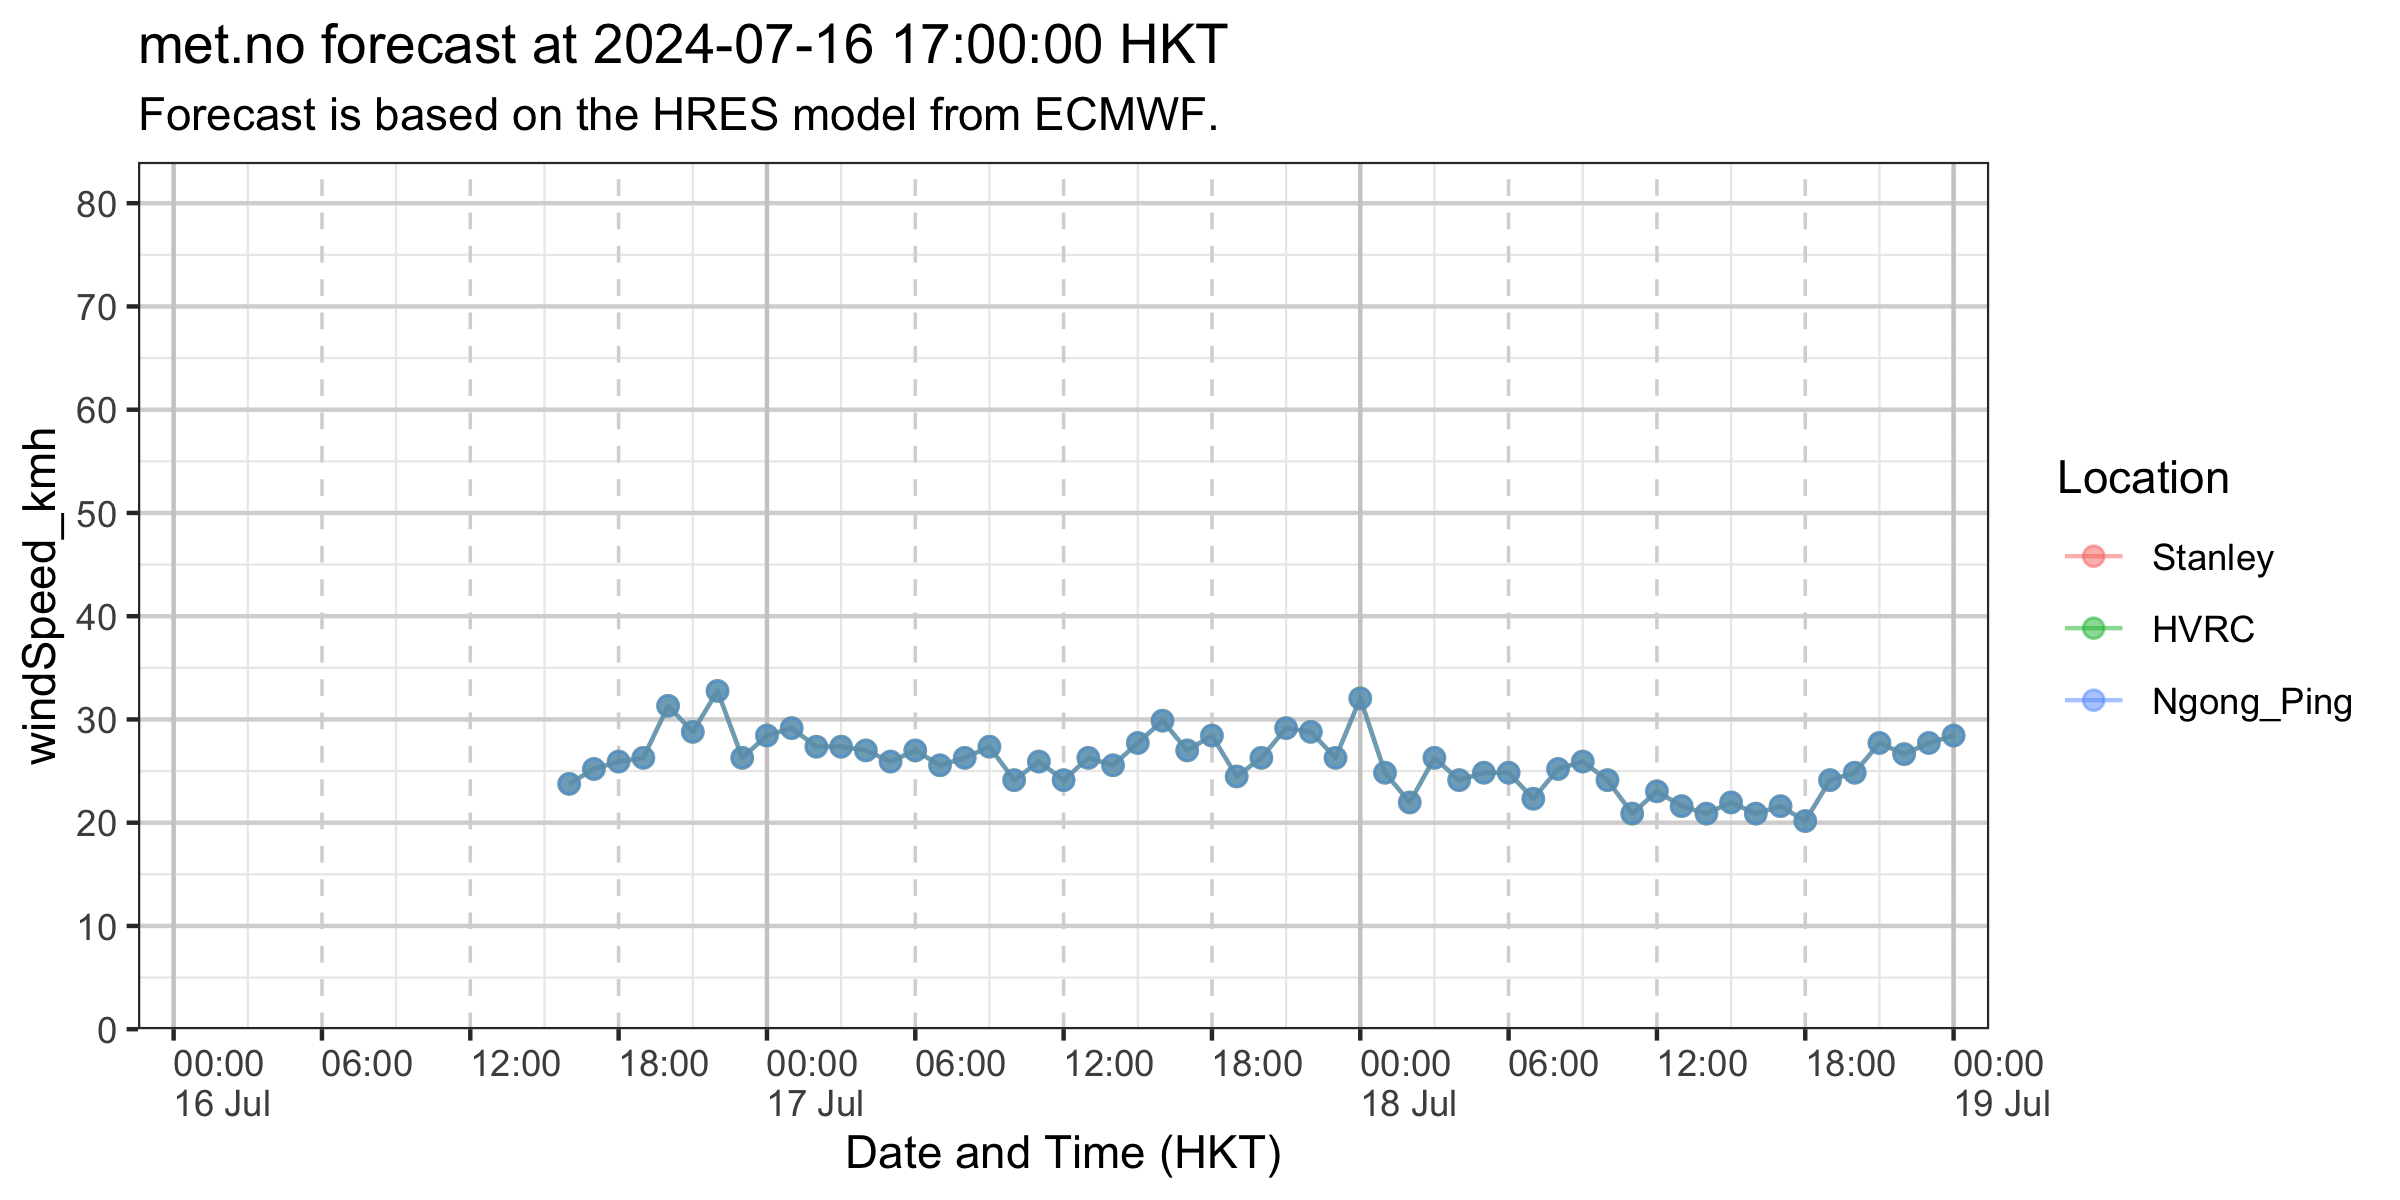 met.no forecast at 2024-07-16 17:00:00 HKT
Forecast is based on the HRES model from ECMWF.
windSpeed_kmh
80
70
60
50
40
30
20
10
0
00:00 06:00 12:00 18:00 00:00 06:00 12:00 18:00 00:00 06:00 12:00 18:00 00:00
16 Jul 17 Jul 18 Jul 19 Jul
Date and Time (HKT)
Location
Stanley
HVRC
Ngong_Ping